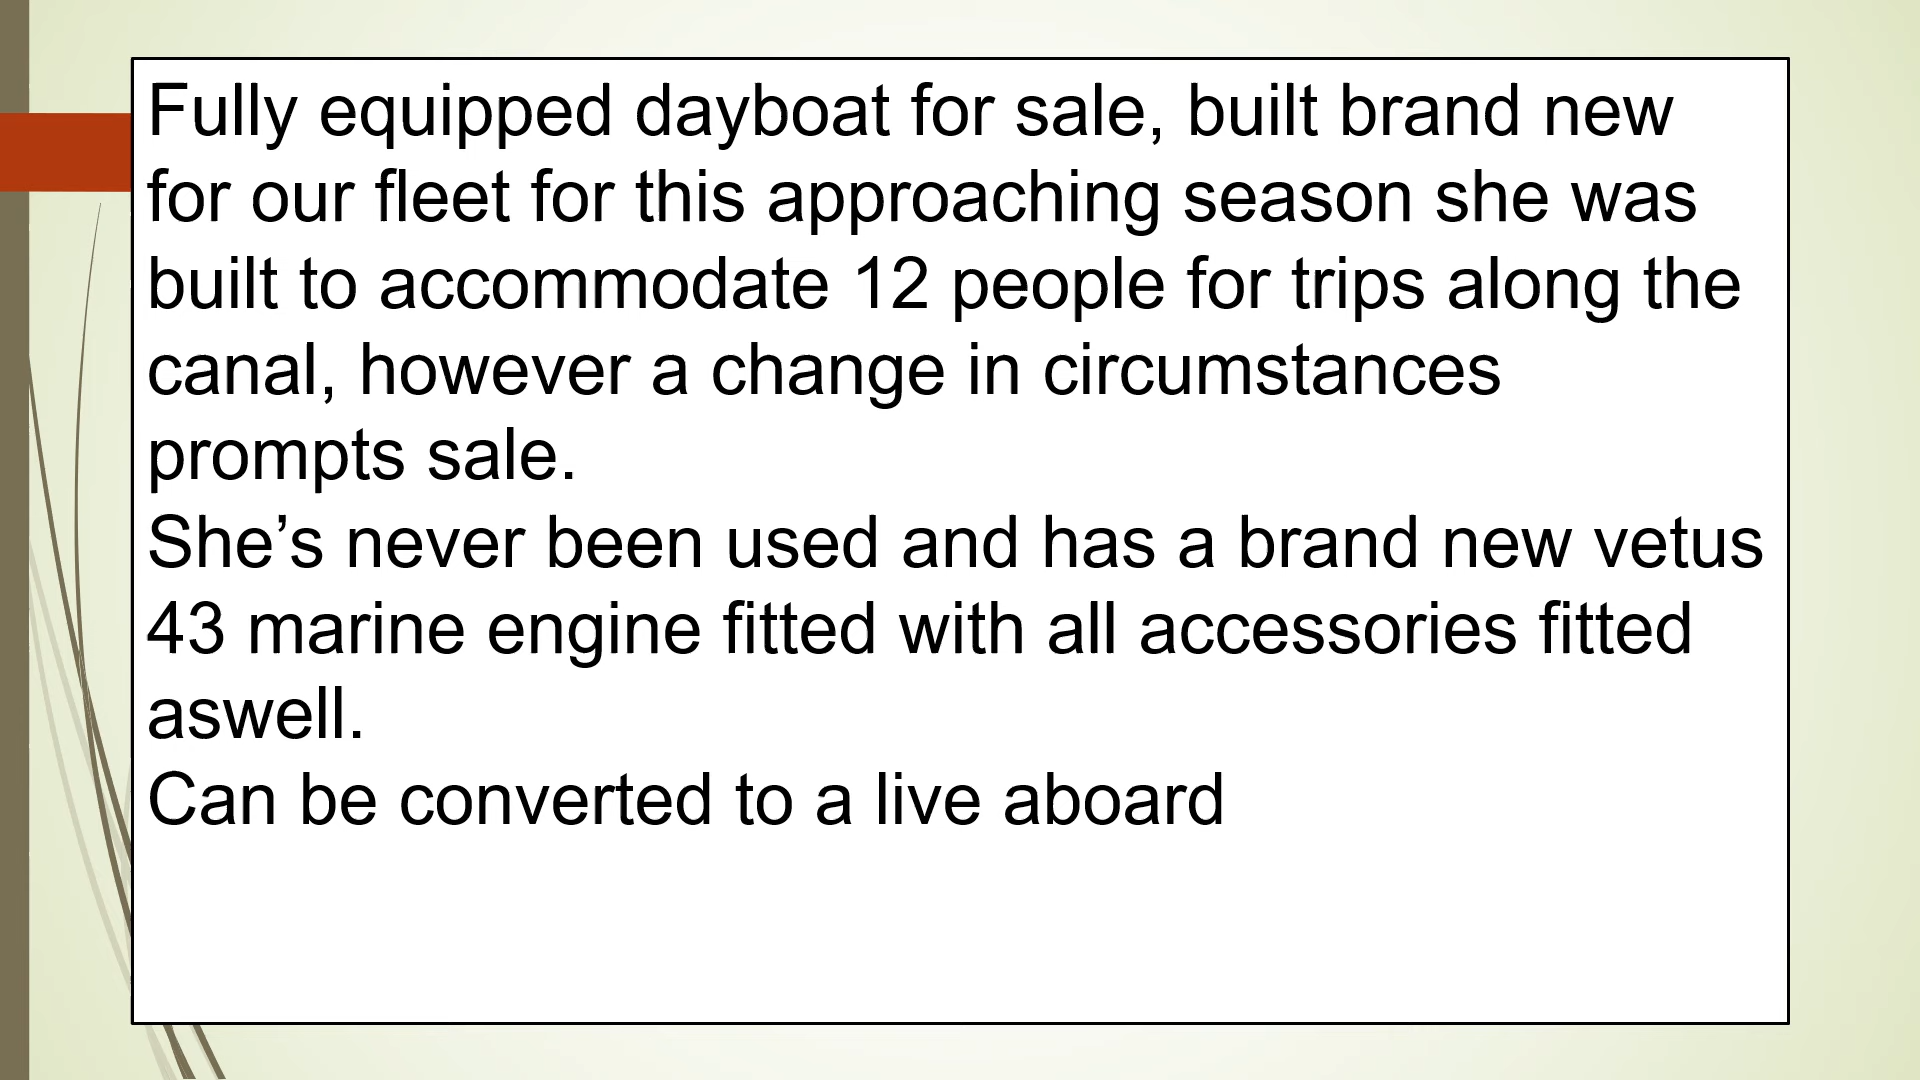 Fully equipped dayboat for sale, built brand new
for our fleet for this approaching season she was
built to accommodate 12 people for trips along the
canal, however a change in circumstances
prompts sale.
She’s never been used and has a brand new vetus
43 marine engine fitted with all accessories fitted
aswell.
Can be converted to a live aboard